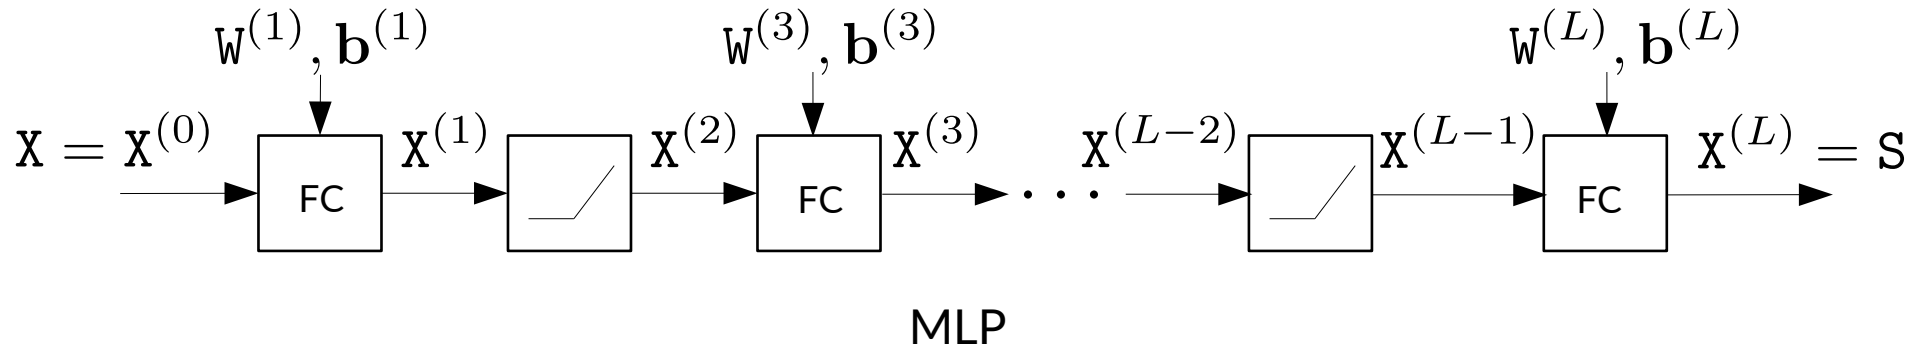 W^(1), b^(1) W^(3), b^(3) W^(L), b^(L)
X = X^(0) X^(1) X^(2) X^(3) X^(L−2) X^(L−1) X^(L) = S
FC FC · · · FC
MLP